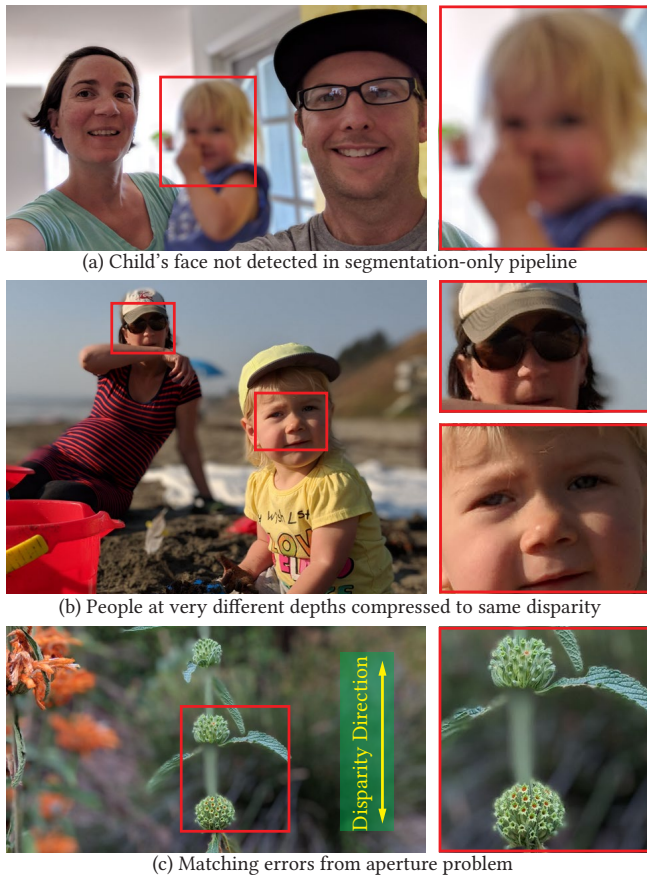 (a) Child's face not detected in segmentation-only pipeline
(b) People at very different depths compressed to same disparity
Disparity Direction
(c) Matching errors from aperture problem